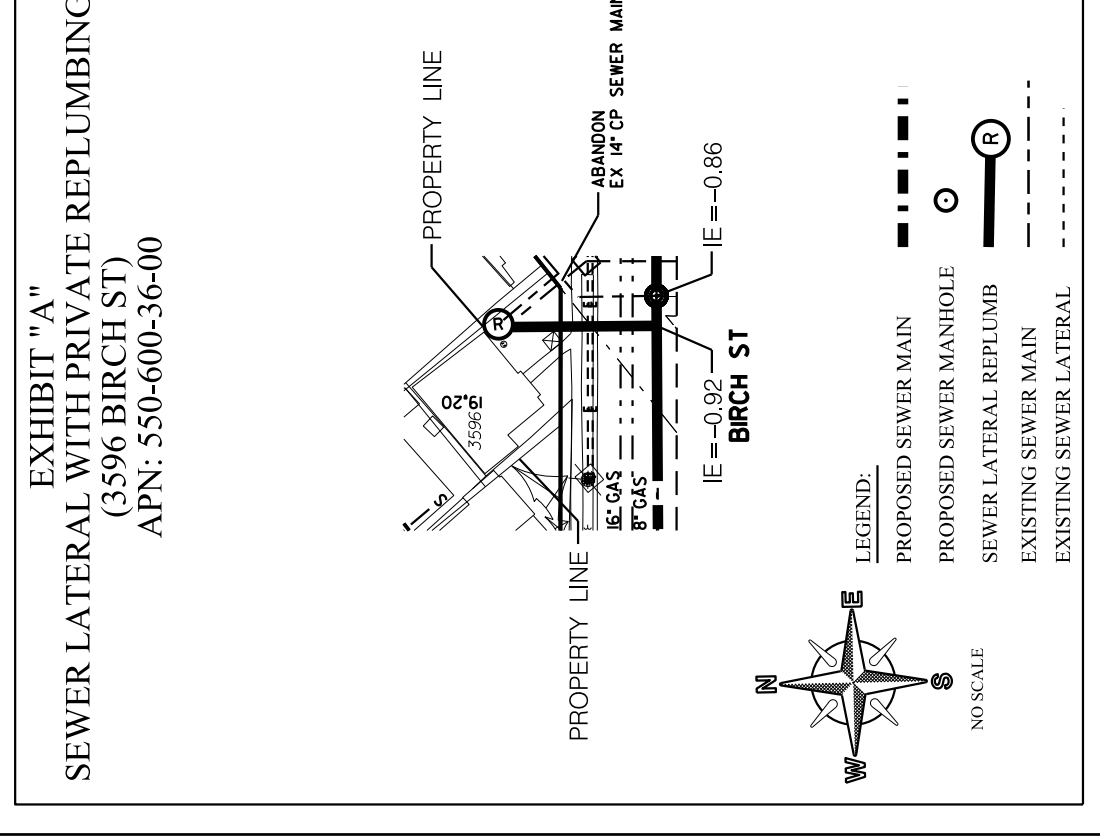 EXHIBIT "A"
SEWER LATERAL WITH PRIVATE REPLUMBING
(3596 BIRCH ST)
APN: 550-600-36-00
PROPERTY LINE
ABANDON
EX 14" CP SEWER MAIN
R
19.20
3596
S
E
E
16" GAS
8" GAS
IE=-0.86
IE=-0.92
BIRCH ST
PROPERTY LINE
N
W
E
S
NO SCALE
LEGEND:
PROPOSED SEWER MAIN
PROPOSED SEWER MANHOLE
SEWER LATERAL REPLUMB
R
EXISTING SEWER MAIN
EXISTING SEWER LATERAL